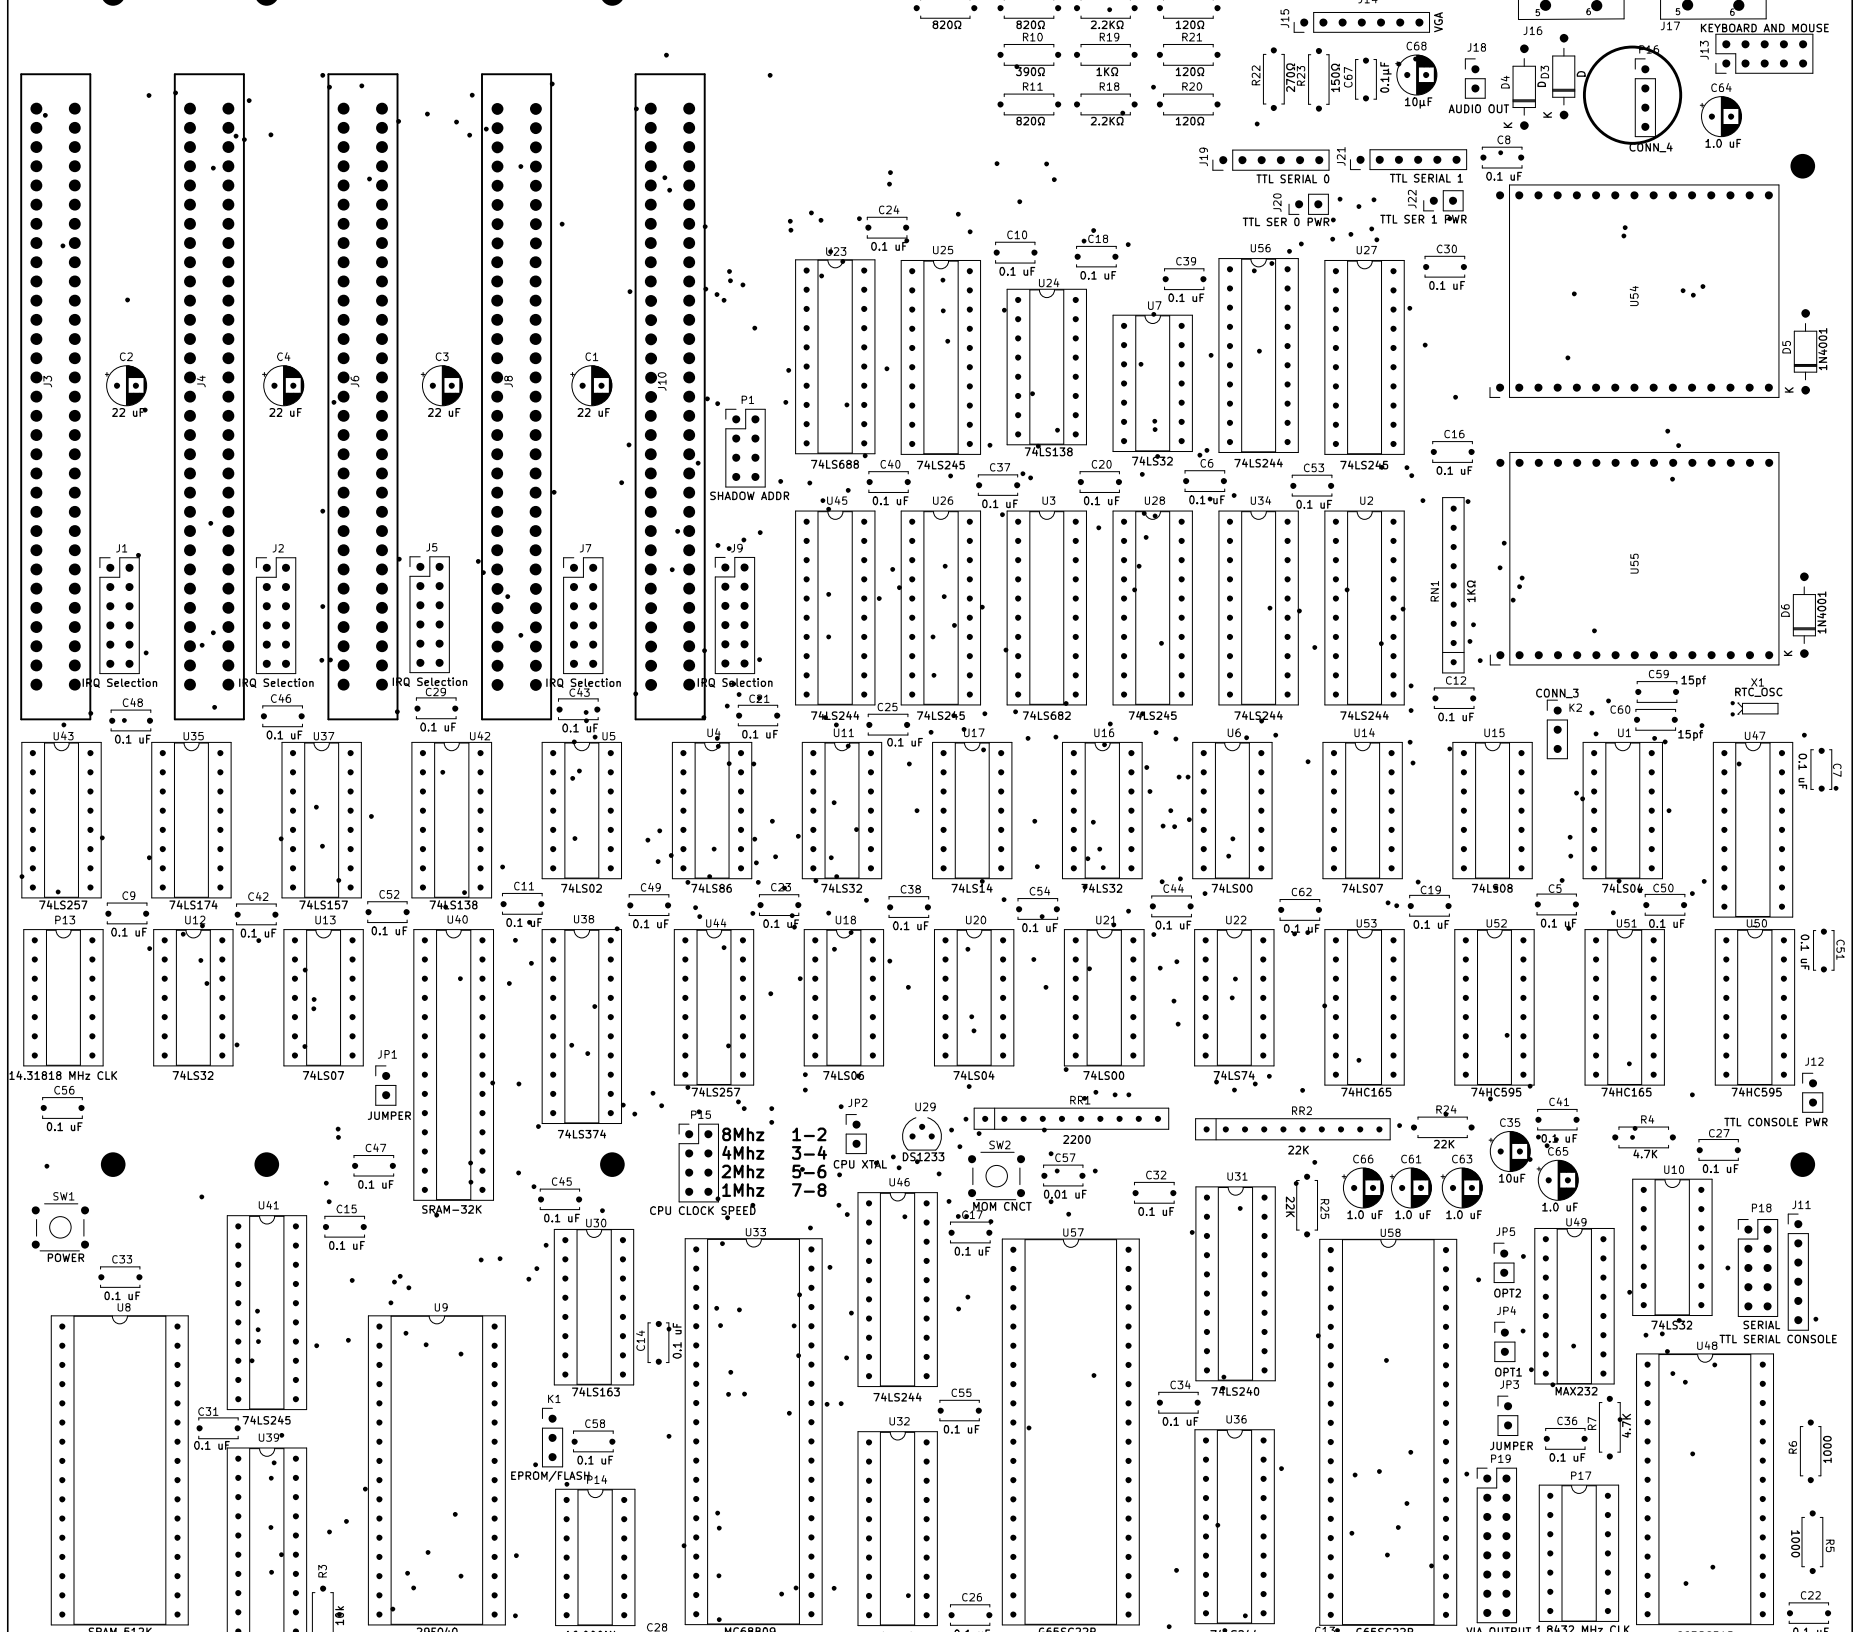 820Ω
820Ω
2.2KΩ
120Ω
J15
VGA
5
6
5
6
J17
KEYBOARD AND MOUSE
R10
390Ω
R19
1KΩ
R21
120Ω
R22
270Ω
R23
150Ω
C67
0.1µF
C68
10µF
J18
AUDIO OUT
J16
D4
K
DD3
D
K
P16
CONN_4
J13
C64
1.0 uF
R11
820Ω
R18
2.2KΩ
R20
120Ω
J19
TTL SERIAL 0
J21
TTL SERIAL 1
C8
0.1 uF
J20
TTL SER 0 PWR
J22
TTL SER 1 PWR
J3
C2
22 uF
J4
C4
22 uF
J6
C3
22 uF
J8
C1
22 uF
J10
P1
SHADOW ADDR
C24
0.1 uF
C10
0.1 uF
C18
0.1 uF
C39
0.1 uF
C30
0.1 uF
U23
74LS688
U25
74LS245
U24
74LS138
U7
74LS32
U56
74LS244
U27
74LS245
U54
D5
K
1N4001
C40
0.1 uF
C37
0.1 uF
C20
0.1 uF
C6
0.1 uF
C53
0.1 uF
C16
0.1 uF
U45
74LS244
U26
74LS245
U3
74LS682
U28
74LS245
U34
74LS244
U2
74LS244
RN1
1KΩ
U55
D6
K
1N4001
J1
IRQ Selection
J2
IRQ Selection
J5
IRQ Selection
J7
IRQ Selection
J9
IRQ Selection
C48
0.1 uF
C46
0.1 uF
C29
0.1 uF
C43
0.1 uF
C21
0.1 uF
C25
0.1 uF
C12
0.1 uF
CONN_3
K2
C59
15pf
C60
15pf
X1
RTC_OSC
U43
74LS257
U35
74LS174
U37
74LS157
U42
74LS138
U5
74LS02
U4
74LS86
U11
74LS32
U17
74LS14
U16
74LS32
U6
74LS00
U14
74LS07
U15
74LS08
U1
74LS04
U47
C7
0.1 uF
C9
0.1 uF
C42
0.1 uF
C52
0.1 uF
C11
0.1 uF
C49
0.1 uF
C23
0.1 uF
C38
0.1 uF
C54
0.1 uF
C44
0.1 uF
C62
0.1 uF
C19
0.1 uF
C5
0.1 uF
C50
0.1 uF
C51
0.1 uF
P13
14.31818 MHz CLK
U12
74LS32
U13
74LS07
U40
SRAM-32K
U38
74LS374
U44
74LS257
U18
74LS06
U20
74LS04
U21
74LS00
U22
74LS74
U53
74HC165
U52
74HC595
U51
74HC165
U50
74HC595
C56
0.1 uF
JP1
JUMPER
J12
TTL CONSOLE PWR
C47
0.1 uF
P15
8Mhz 1-2
4Mhz 3-4
2Mhz 5-6
1Mhz 7-8
CPU CLOCK SPEED
JP2
CPU XTAL
U29
DS1233
RR1
2200
SW2
MOM CNCT
C57
0.01 uF
RR2
22K
R24
22K
C35
10uF
C41
0.1 uF
R4
4.7K
C27
0.1 uF
SW1
POWER
C33
0.1 uF
C15
0.1 uF
C45
0.1 uF
C17
0.1 uF
C32
0.1 uF
R25
22K
C66
1.0 uF
C61
1.0 uF
C63
1.0 uF
C65
1.0 uF
U41
74LS245
U30
74LS163
U33
MC68B09
U46
74LS244
U57
G65SC22P
U31
74LS240
U58
G65SC22P
JP5
OPT2
JP4
OPT1
JP3
JUMPER
U49
MAX232
U10
74LS32
P18
SERIAL
J11
TTL SERIAL CONSOLE
U8
SRAM-512K
U9
29F040
C14
0.1 uF
U48
C31
0.1 uF
U39
K1
EPROM/FLASH
C58
0.1 uF
P14
C55
0.1 uF
U32
C34
0.1 uF
U36
C36
0.1 uF
R7
4.7K
R9
1000
P19
VIA OUTPUT
P17
1.8432 MHz CLK
R5
1000
R3
10k
C28
C26
0.1 uF
C13
C22
0.1 uF